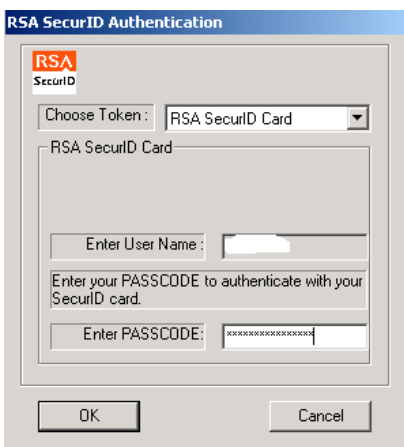 RSA SecurID Authentication
RSA
SecurID
Choose Token :
RSA SecurID Card
RSA SecurID Card
Enter User Name :
Enter your PASSCODE to authenticate with your
SecurID card.
Enter PASSCODE:
****************
OK
Cancel